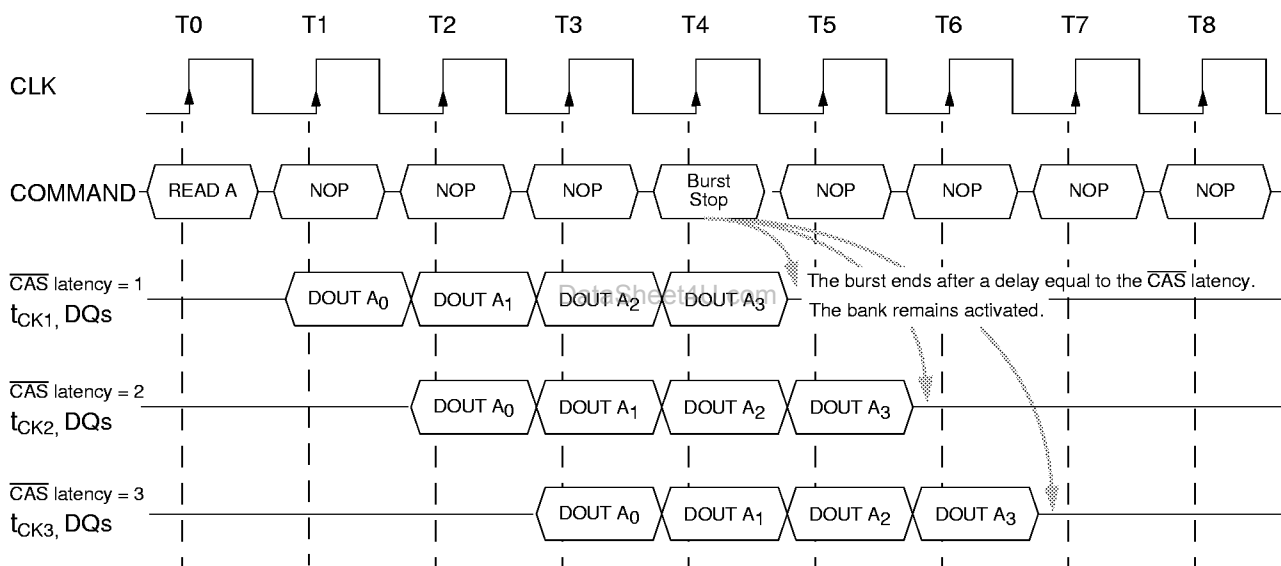 T0 T1 T2 T3 T4 T5 T6 T7 T8
CLK
COMMAND READ A NOP NOP NOP Burst Stop NOP NOP NOP NOP
CAS latency = 1
tCK1, DQs
DOUT A0 DOUT A1 DOUT A2 DOUT A3
The burst ends after a delay equal to the CAS latency.
The bank remains activated.
DataSheet4U.com
CAS latency = 2
tCK2, DQs
DOUT A0 DOUT A1 DOUT A2 DOUT A3
CAS latency = 3
tCK3, DQs
DOUT A0 DOUT A1 DOUT A2 DOUT A3